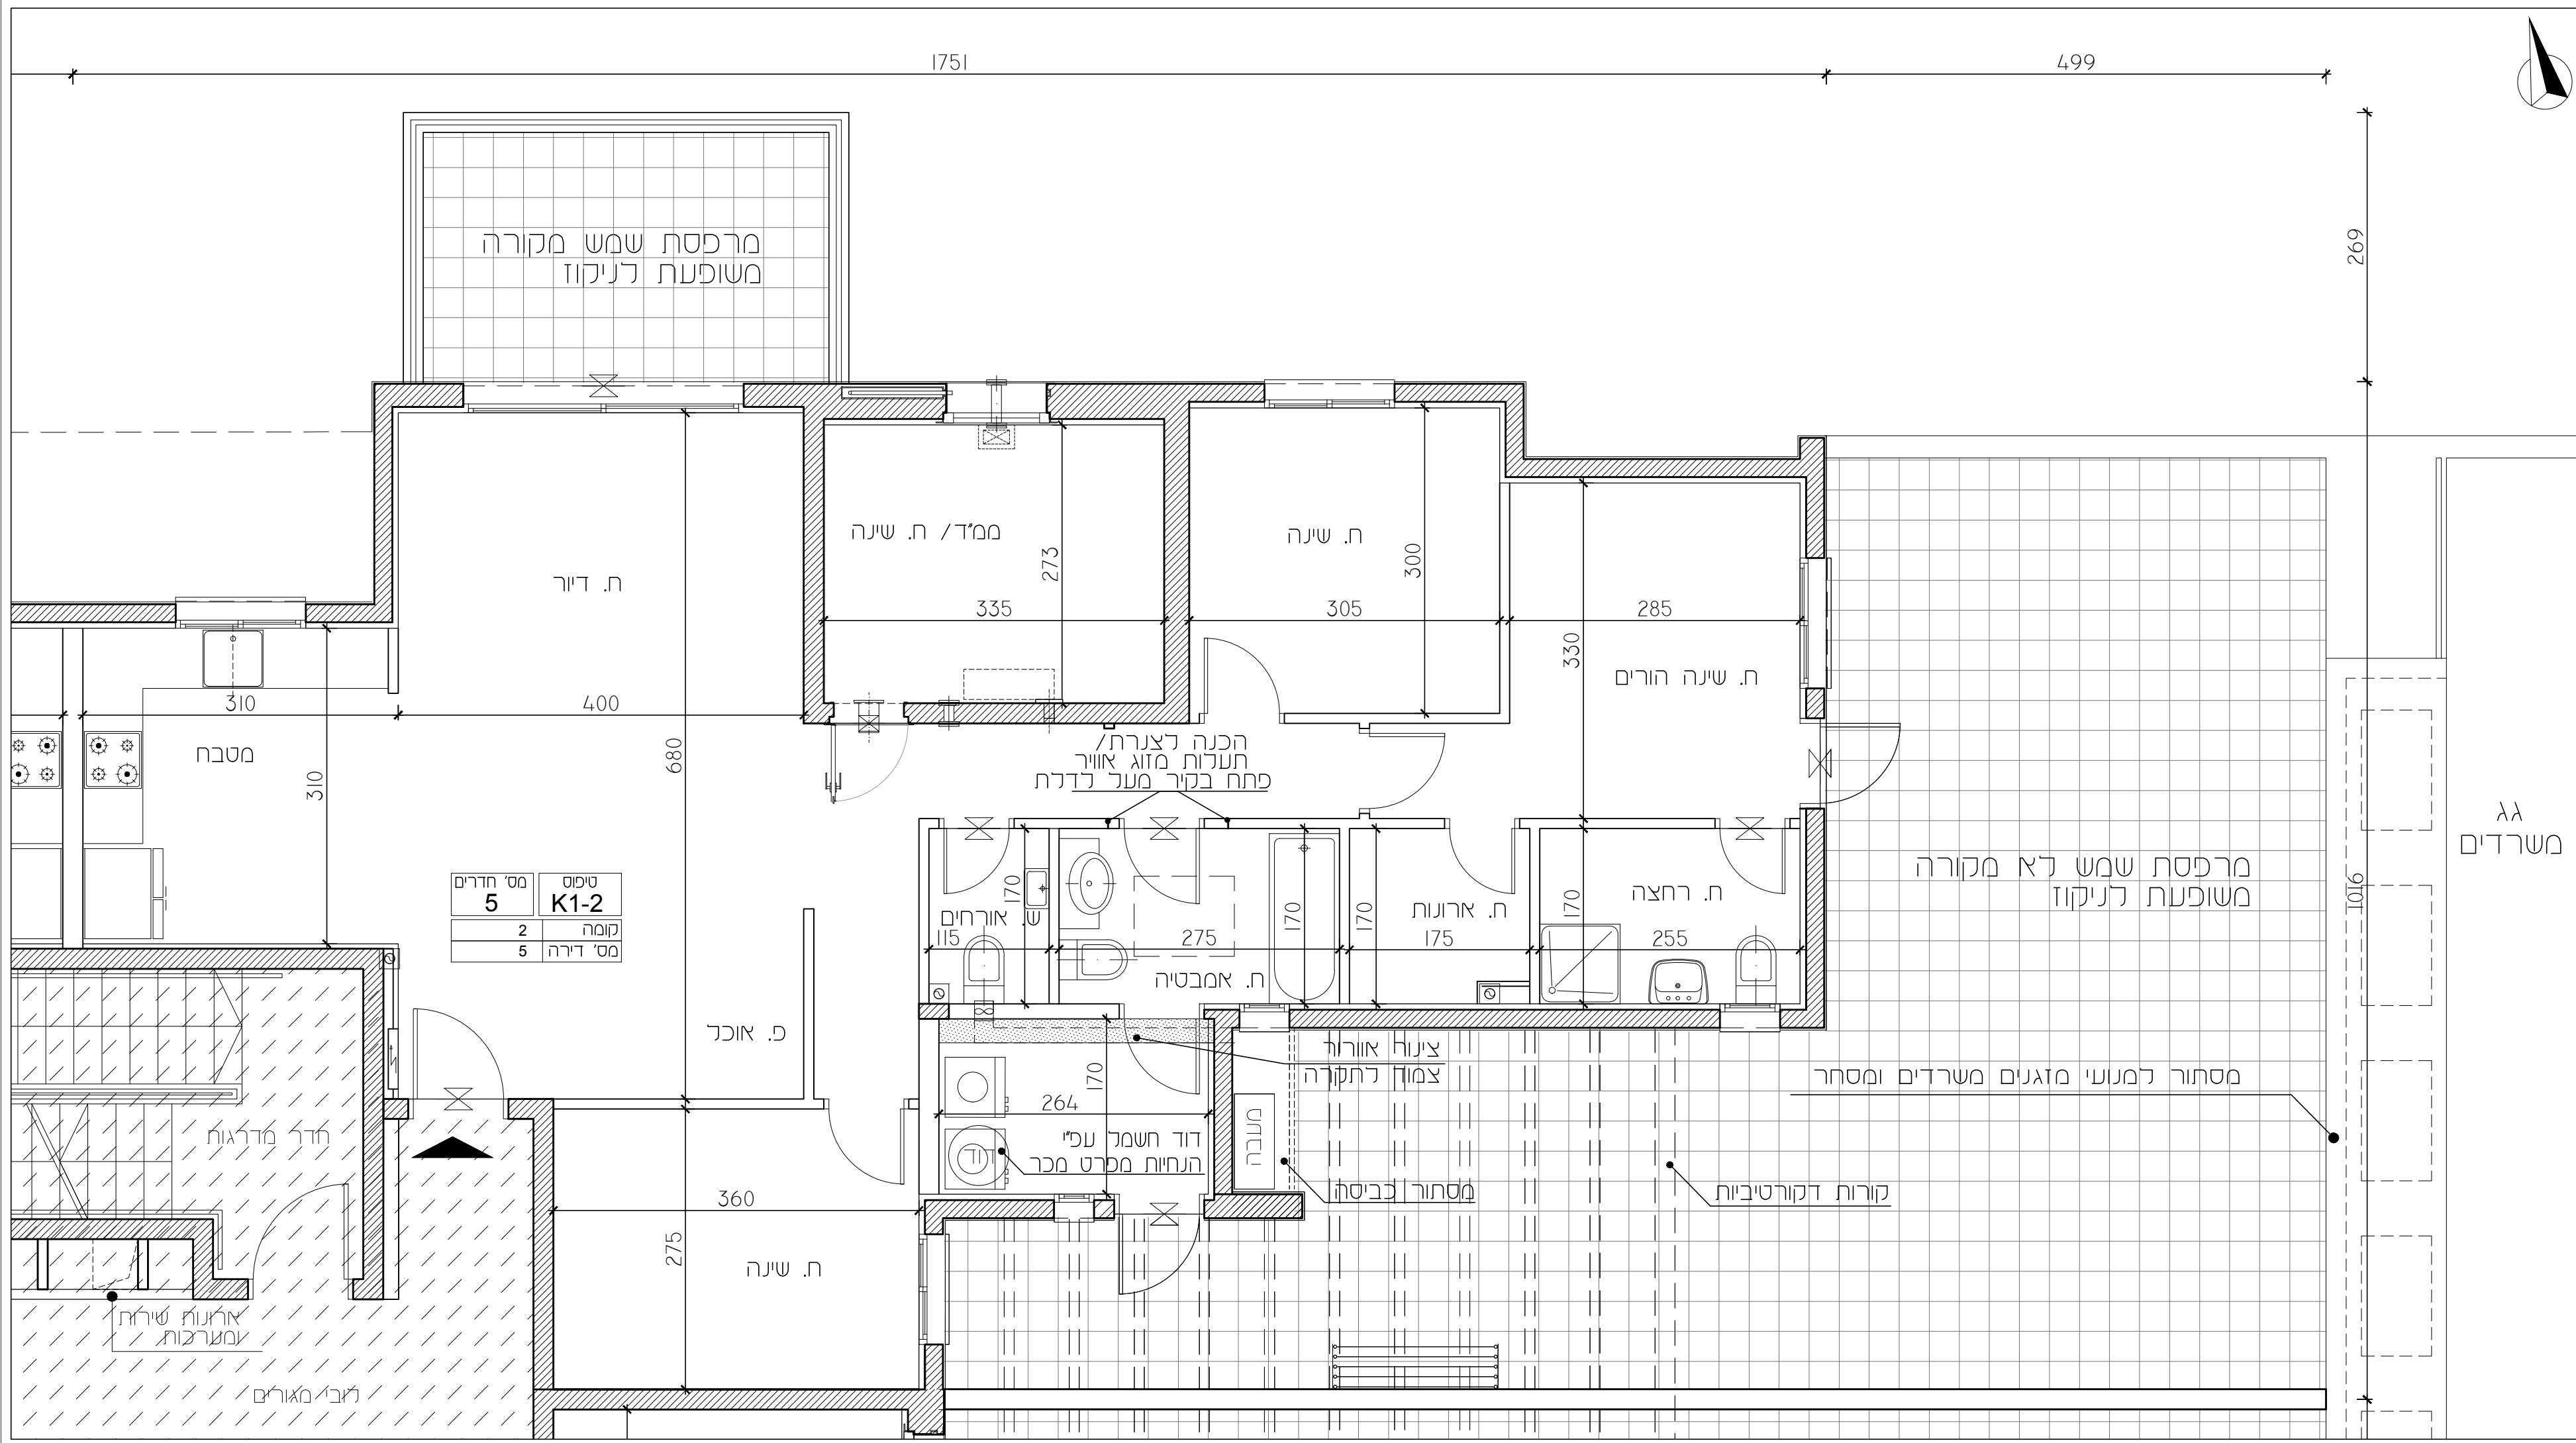 1751
499
269
מרפסת שמש מקורה
משופעת לניקוז
ממ"ד/ ח. שינה
273
335
ח. שינה
300
305
285
330
ח. שינה הורים
ח. דיור
400
680
310
310
מטבח
הכנה לצנרת/
תעלות מזוג אוויר
פתח בקיר מעל לדלת
גג
משרדים
מרפסת שמש לא מקורה
משופעת לניקוז
1016
טיפוס
K1-2
מס' חדרים
5
קומה 2
מס' דירה 5
170
ש. אורחים
115
170
275
ח. אמבטיה
170
ח. ארונות
175
170
ח. רחצה
255
פ. אוכל
צינור אוורור
צמוד לתקרה
170
264
דוד חשמל עפ"י
הנחיות מפרט מכר
דוד
מעבה
מסתור כביסה
קורות דקורטיביות
מסתור למנועי מזגנים משרדים ומסחר
חדר מדרגות
360
275
ח. שינה
ארונות שירות
ומערכות
לובי מגורים